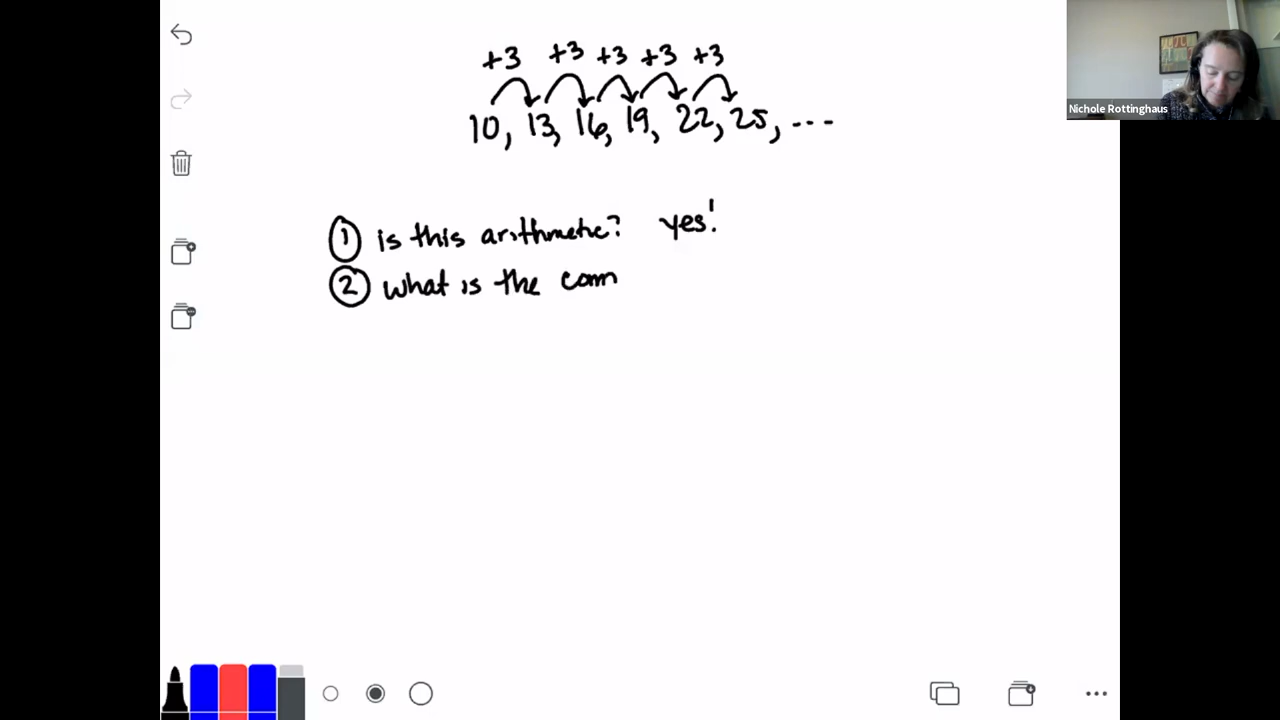 +3 +3 +3 +3 +3
10, 13, 16, 19, 22, 25, ...
Nichole Rottinghaus
① is this arithmetic? yes!
② what is the comm